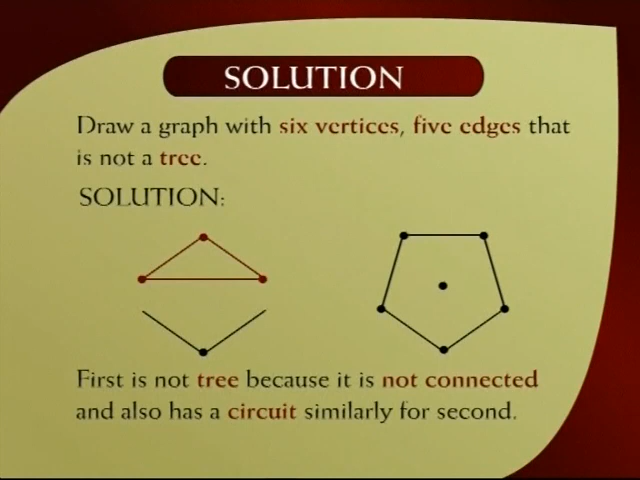 SOLUTION
Draw a graph with six vertices, five edges that
is not a tree.
SOLUTION:
First is not tree because it is not connected
and also has a circuit similarly for second.